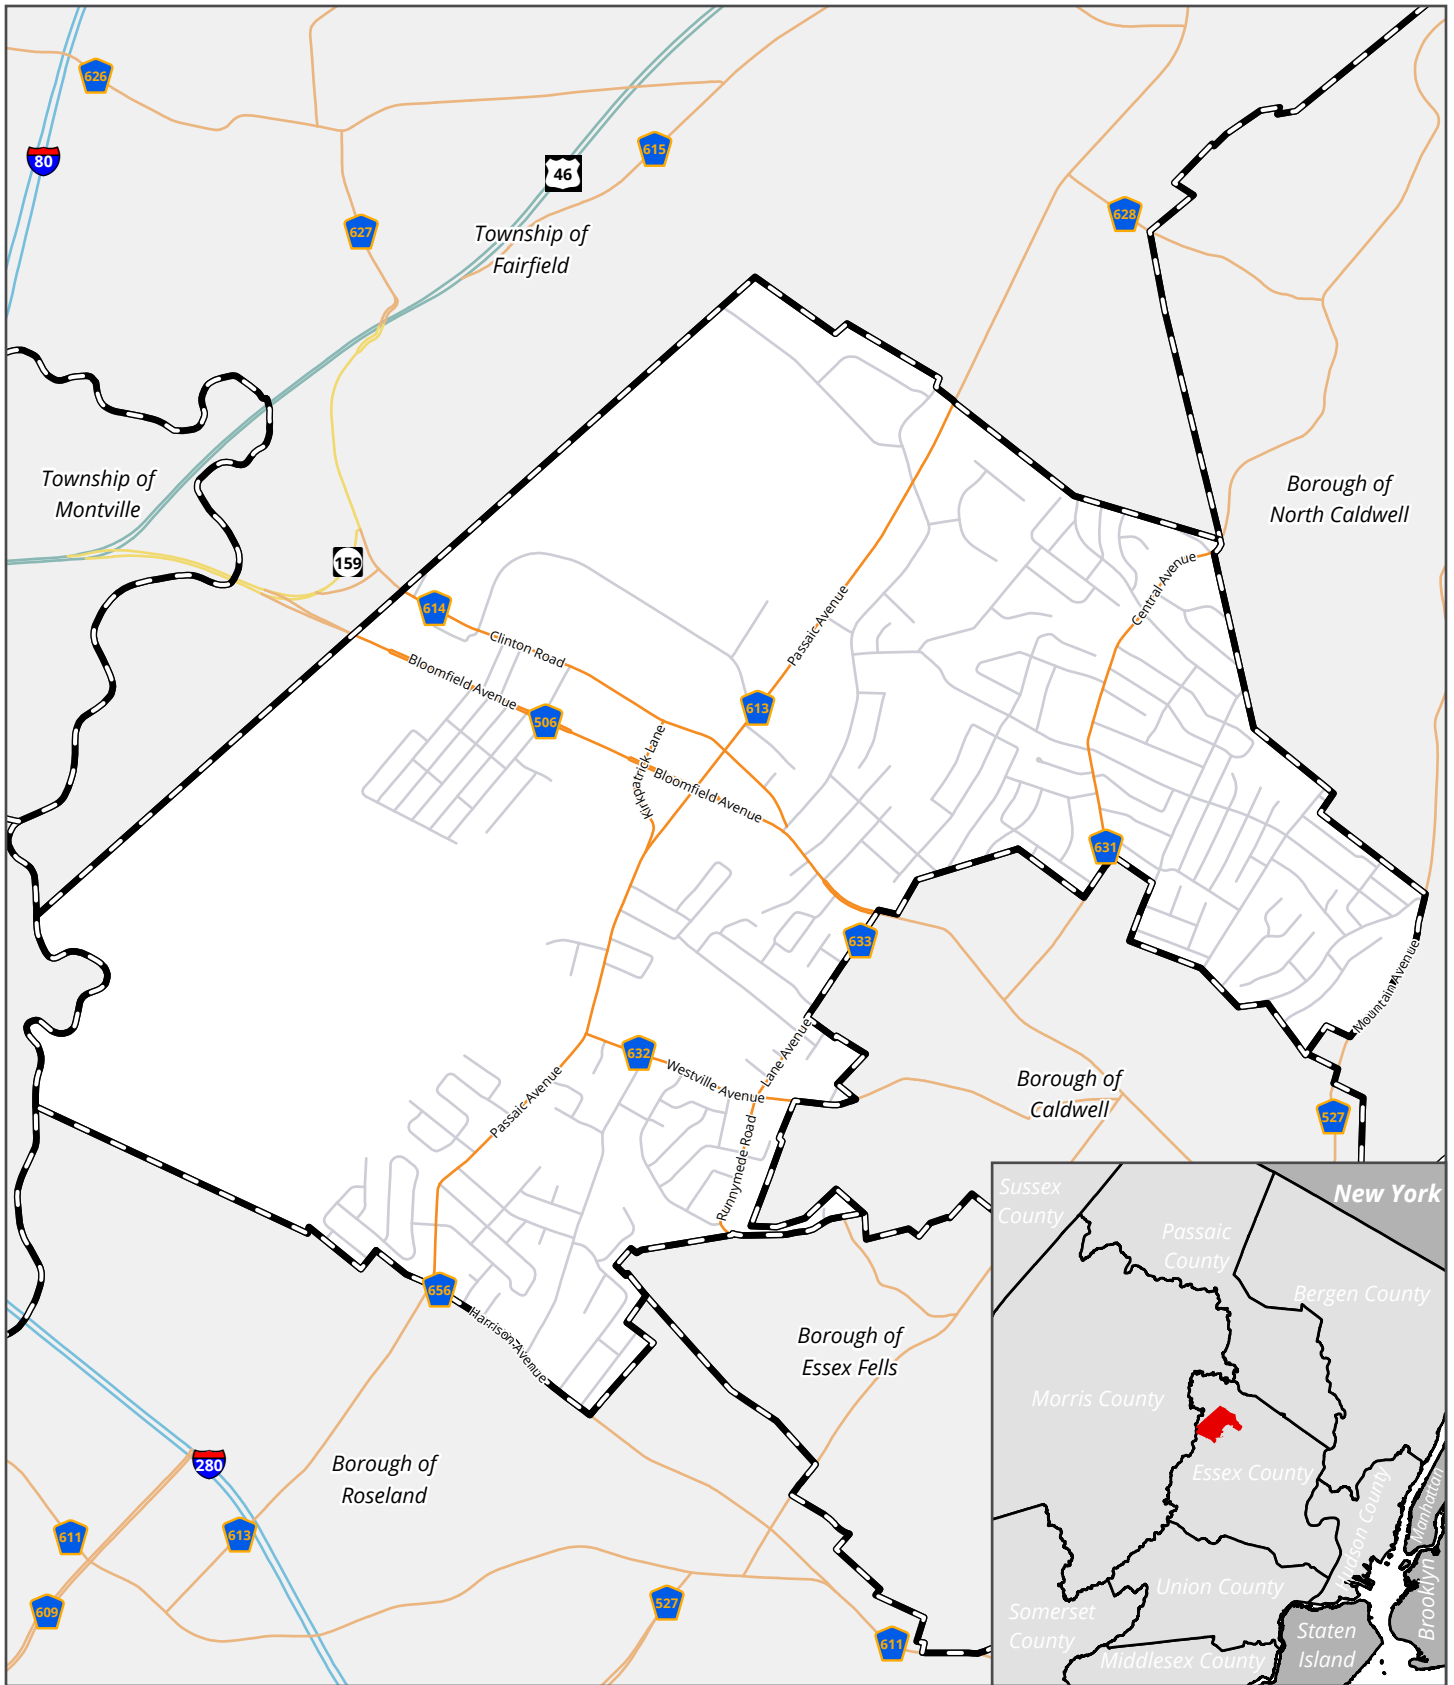 626
80
46
615
627
Township of
Fairfield
628
Township of
Montville
Borough of
North Caldwell
159
614
Clinton Road
Bloomfield Avenue
506
Passaic Avenue
613
Central Avenue
Kirkpatrick Lane
Bloomfield Avenue
631
633
Mountain Avenue
632
Westville Avenue
Lane Avenue
Passaic Avenue
Runnymede Road
Borough of
Caldwell
527
656
Harrison Avenue
Borough of
Essex Fells
280
Borough of
Roseland
611
613
609
527
611
Sussex
County
New York
Passaic
County
Bergen County
Morris County
Essex County
Hudson County
Manhattan
Brooklyn
Union County
Somerset
County
Staten
Island
Middlesex County